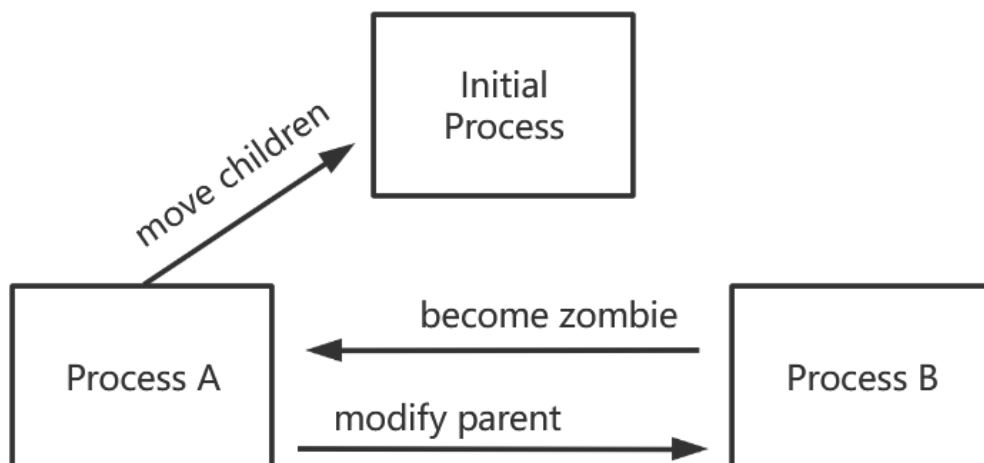 Initial
Process
move children
become zombie
Process A
Process B
modify parent